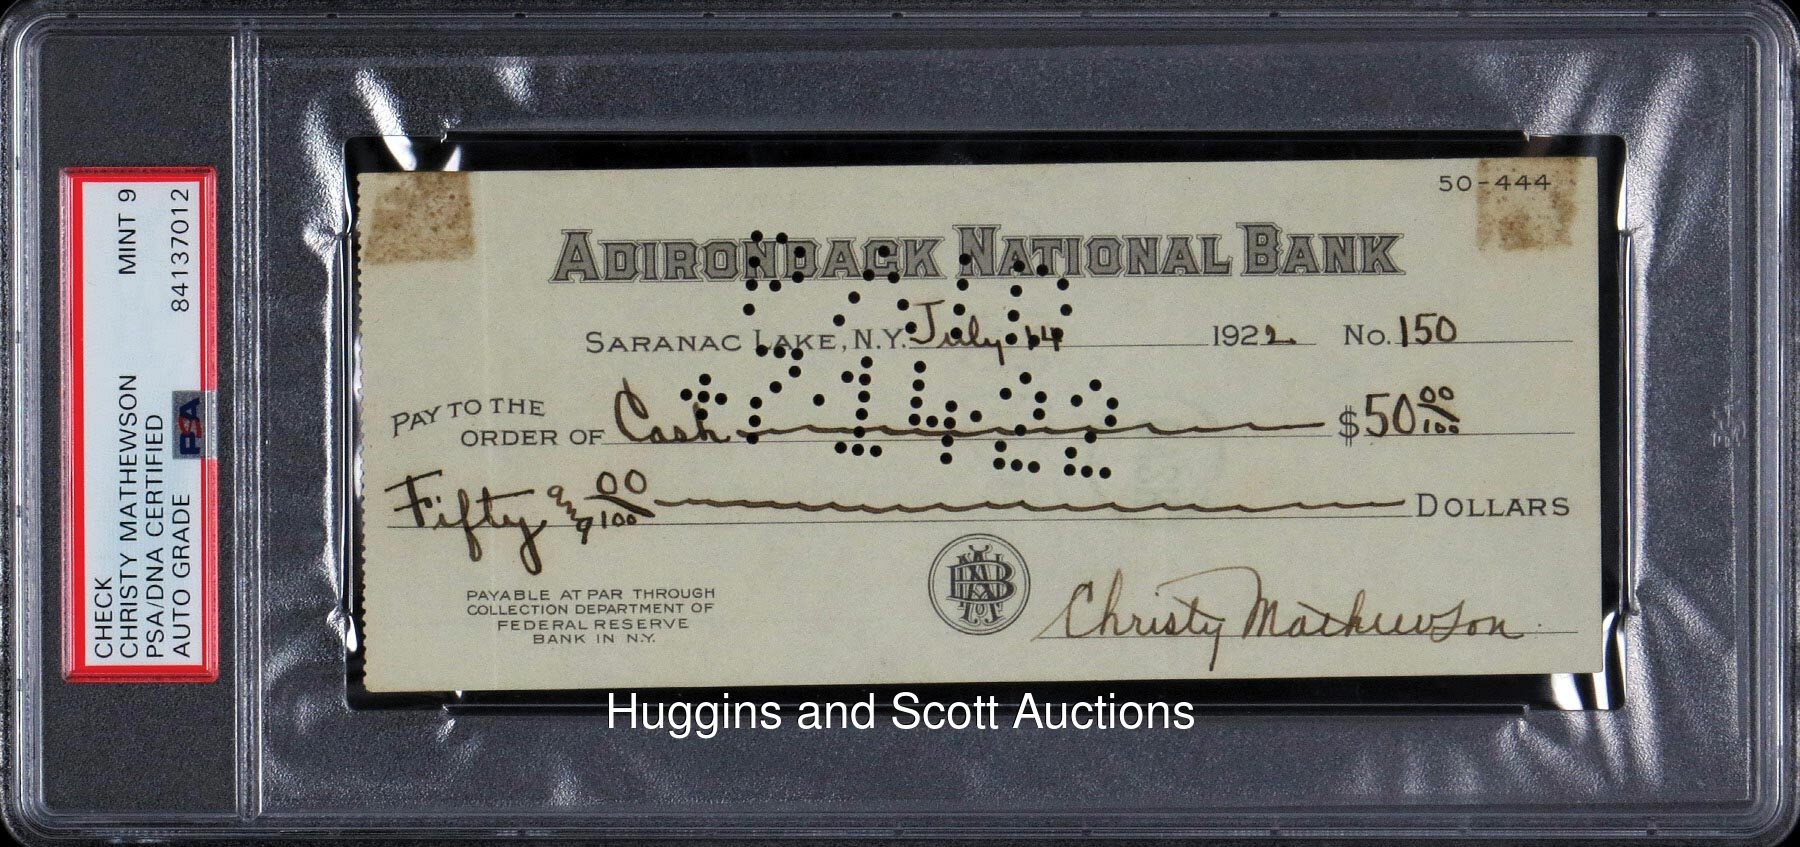 CHECK MINT 9
CHRISTY MATHEWSON
PSA/DNA CERTIFIED
AUTO GRADE 84137012
PSA
50-444
ADIRONDACK NATIONAL BANK
SARANAC LAKE, N.Y. July 14 1922 No. 150
PAY TO THE
ORDER OF Cash $50 00/100
Fifty and 00/100 DOLLARS
PAYABLE AT PAR THROUGH
COLLECTION DEPARTMENT OF
FEDERAL RESERVE
BANK IN N.Y.
Christy Mathewson
PAID
Huggins and Scott Auctions